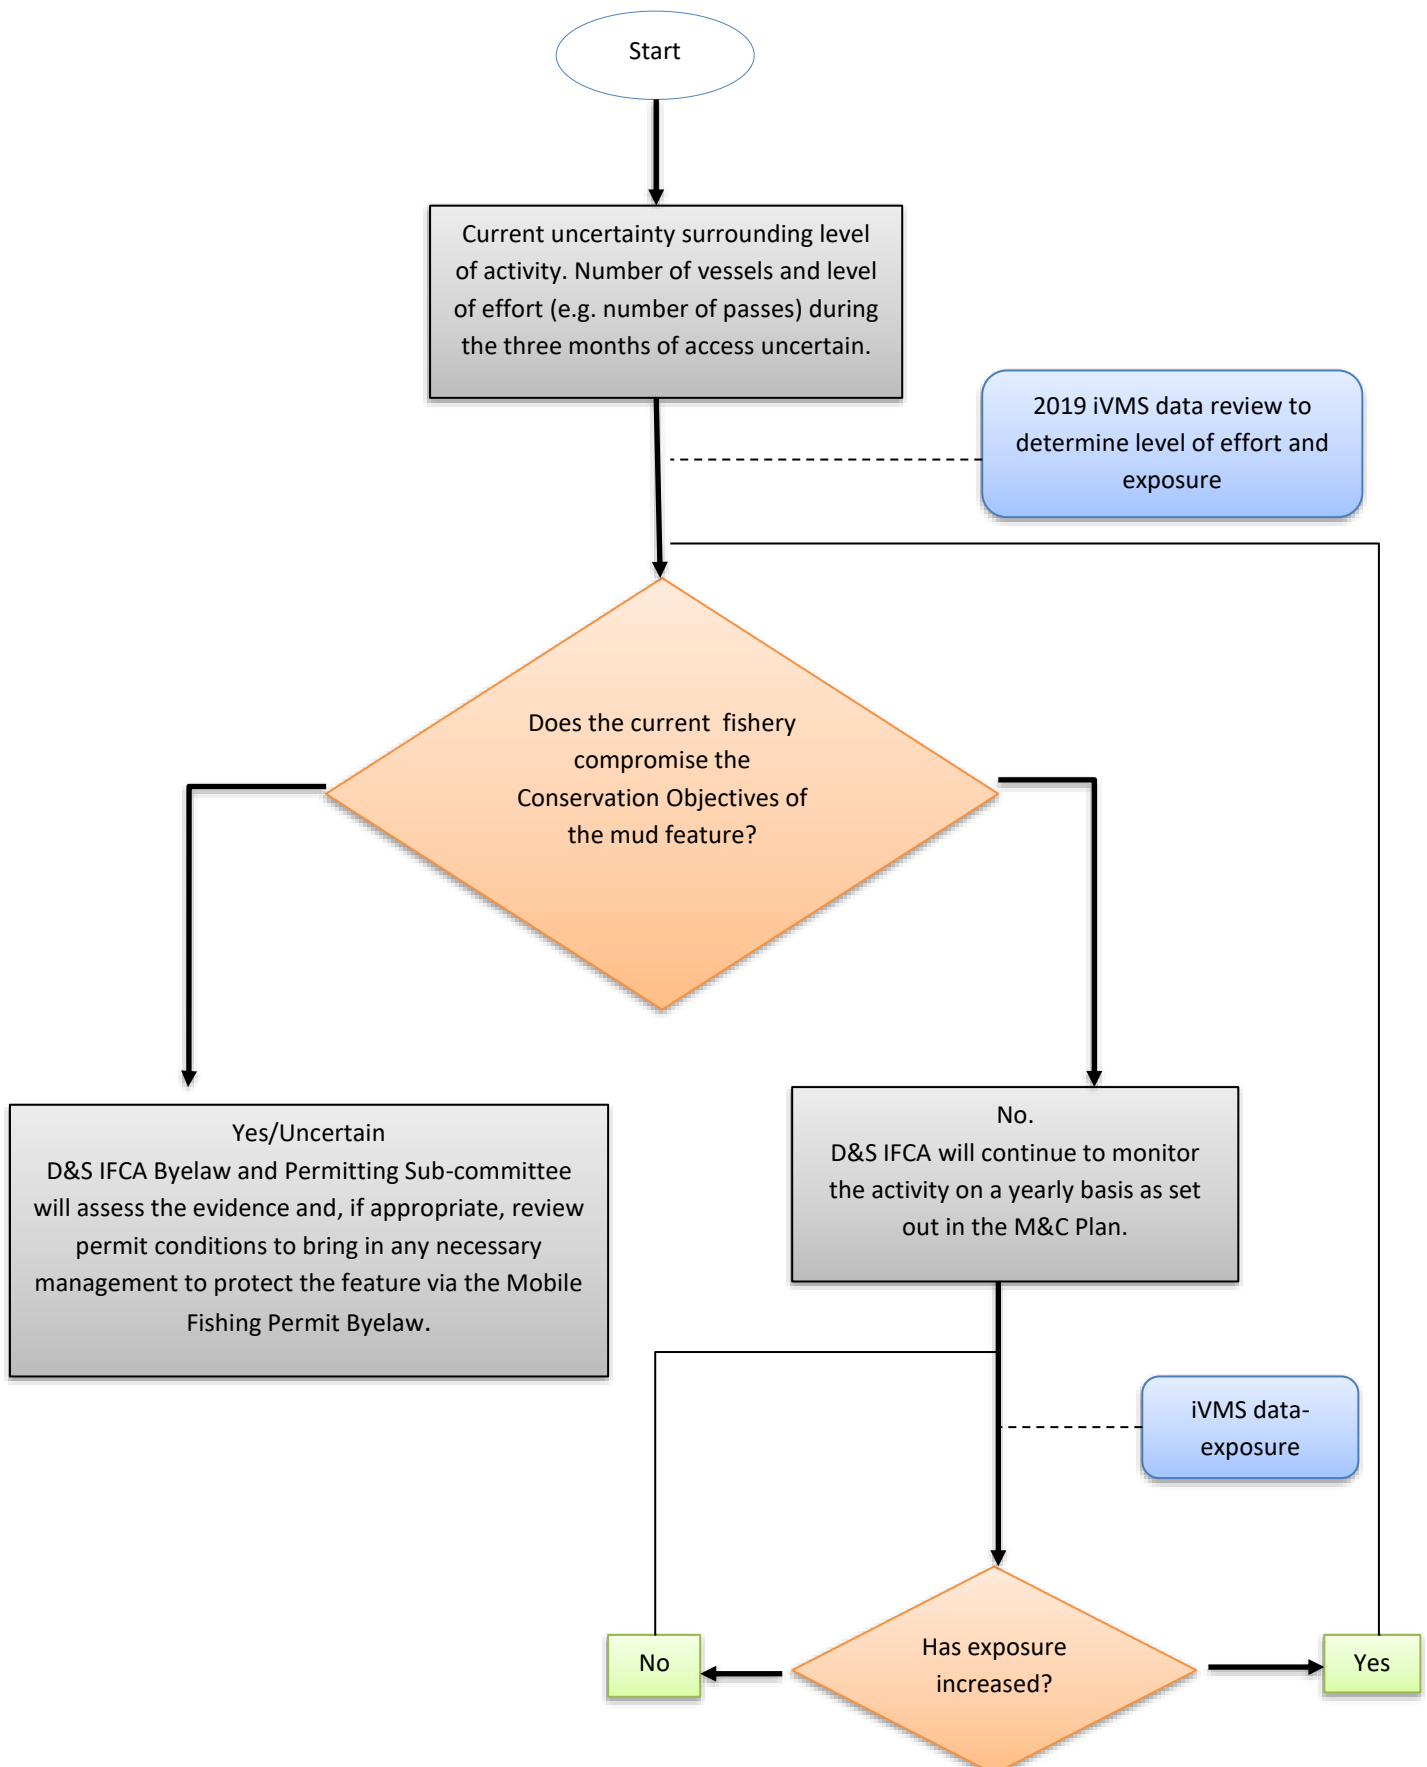 Start
Current uncertainty surrounding level
of activity. Number of vessels and level
of effort (e.g. number of passes) during
the three months of access uncertain.
2019 iVMS data review to
determine level of effort and
exposure
Does the current  fishery
compromise the
Conservation Objectives of
the mud feature?
Yes/Uncertain
D&S IFCA Byelaw and Permitting Sub-committee
will assess the evidence and, if appropriate, review
permit conditions to bring in any necessary
management to protect the feature via the Mobile
Fishing Permit Byelaw.
No.
D&S IFCA will continue to monitor
the activity on a yearly basis as set
out in the M&C Plan.
iVMS data-
exposure
Has exposure
increased?
No
Yes